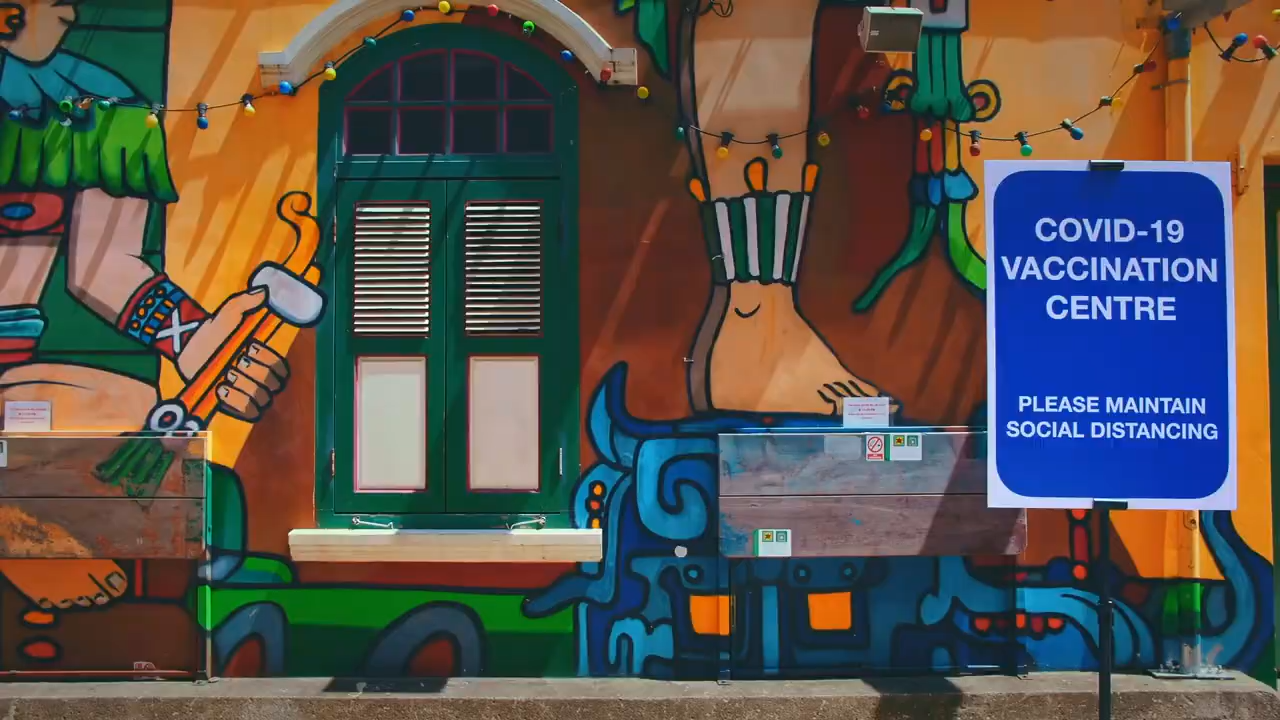 COVID-19
VACCINATION
CENTRE
PLEASE MAINTAIN
SOCIAL DISTANCING